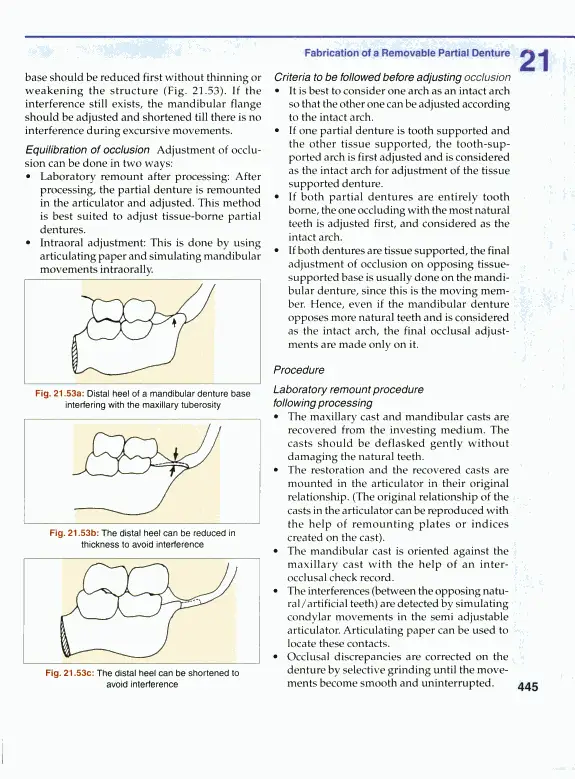 Fabrication of a Removable Partial Denture
21
base should be reduced first without thinning or
weakening the structure (Fig. 21.53). If the
interference still exists, the mandibular flange
should be adjusted and shortened till there is no
interference during excursive movements.
Equilibration of occlusion Adjustment of occlu-
sion can be done in two ways:
• Laboratory remount after processing: After
processing, the partial denture is remounted
in the articulator and adjusted. This method
is best suited to adjust tissue-borne partial
dentures.
• Intraoral adjustment: This is done by using
articulating paper and simulating mandibular
movements intraorally.
Fig. 21.53a: Distal heel of a mandibular denture base
interfering with the maxillary tuberosity
Fig. 21.53b: The distal heel can be reduced in
thickness to avoid interference
Fig. 21.53c: The distal heel can be shortened to
avoid interference
Criteria to be followed before adjusting occlusion
• It is best to consider one arch as an intact arch
so that the other one can be adjusted according
to the intact arch.
• If one partial denture is tooth supported and
the other tissue supported, the tooth-sup-
ported arch is first adjusted and is considered
as the intact arch for adjustment of the tissue
supported denture.
• If both partial dentures are entirely tooth
borne, the one occluding with the most natural
teeth is adjusted first, and considered as the
intact arch.
• If both dentures are tissue supported, the final
adjustment of occlusion on opposing tissue-
supported base is usually done on the mandi-
bular denture, since this is the moving mem-
ber. Hence, even if the mandibular denture
opposes more natural teeth and is considered
as the intact arch, the final occlusal adjust-
ments are made only on it.
Procedure
Laboratory remount procedure
following processing
• The maxillary cast and mandibular casts are
recovered from the investing medium. The
casts should be deflasked gently without
damaging the natural teeth.
• The restoration and the recovered casts are
mounted in the articulator in their original
relationship. (The original relationship of the
casts in the articulator can be reproduced with
the help of remounting plates or indices
created on the cast).
• The mandibular cast is oriented against the
maxillary cast with the help of an inter-
occlusal check record.
• The interferences (between the opposing natu-
ral/artificial teeth) are detected by simulating
condylar movements in the semi adjustable
articulator. Articulating paper can be used to
locate these contacts.
• Occlusal discrepancies are corrected on the
denture by selective grinding until the move-
ments become smooth and uninterrupted.
445